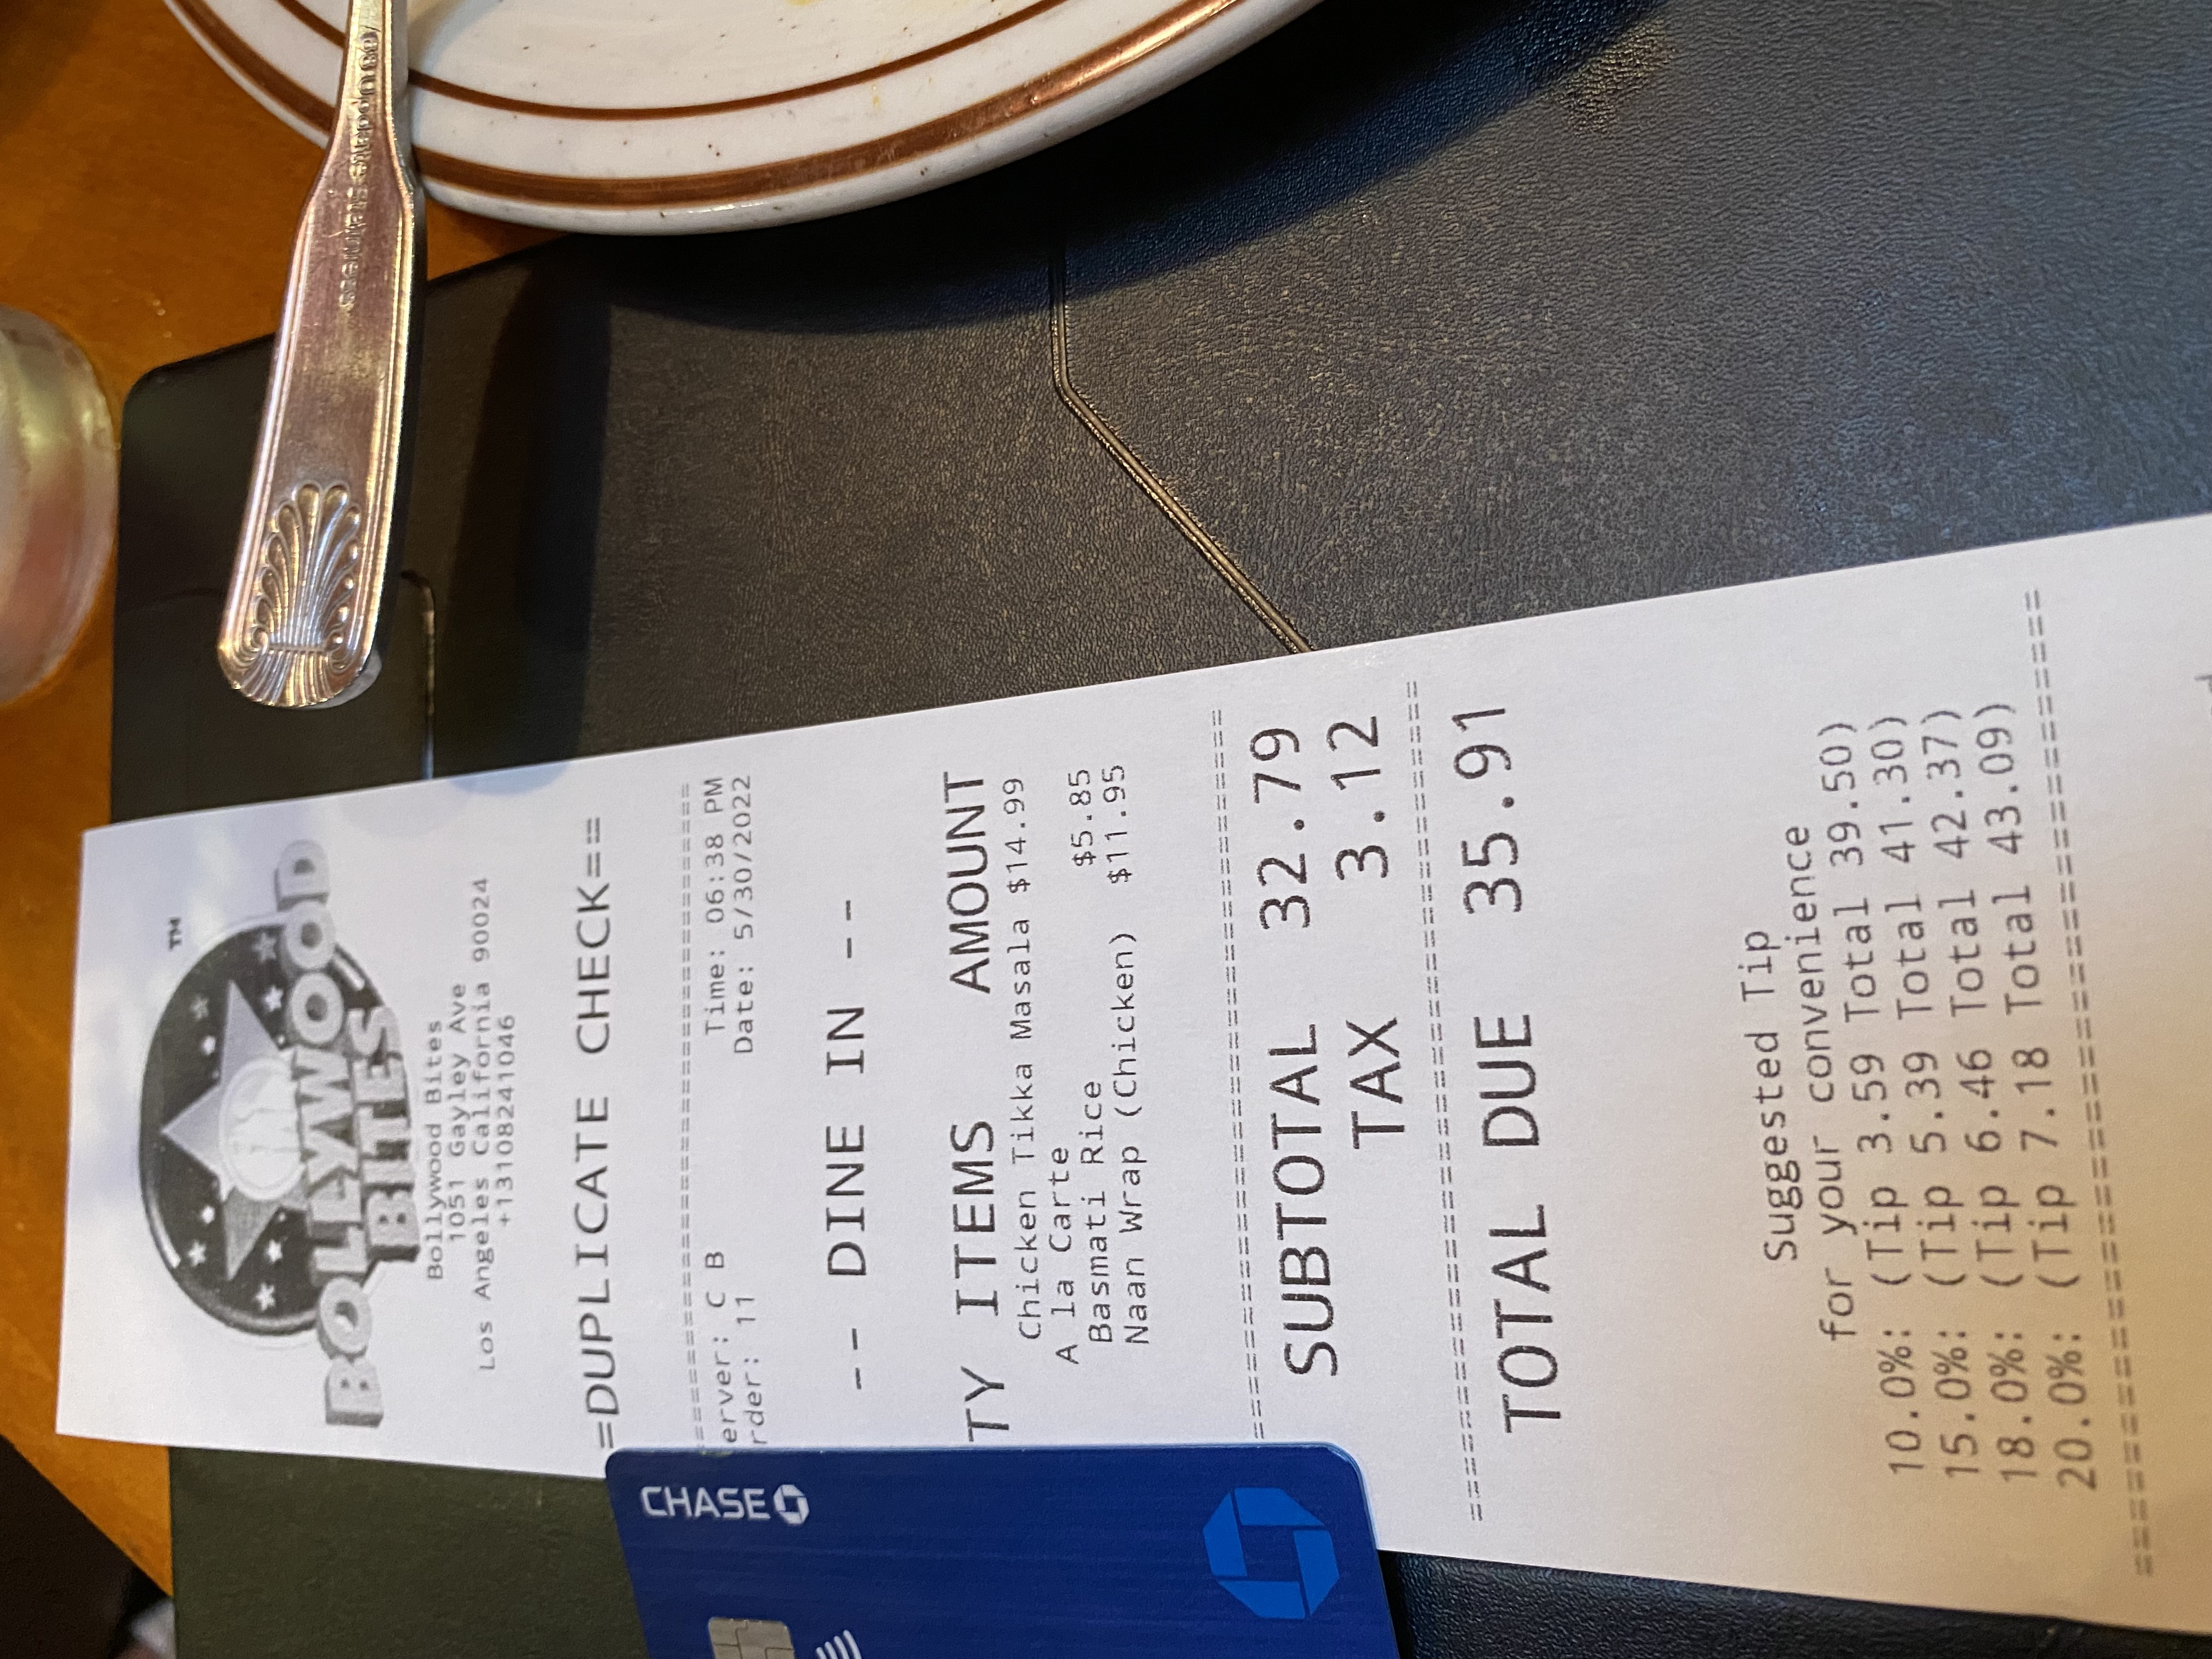 TM
BOLLYWOOD
BITES
Bollywood Bites
1051 Gayley Ave
Los Angeles California 90024
+13108241046
=DUPLICATE CHECK==
CHASE
erver: C B Time: 06:38 PM
rder: 11 Date: 5/30/2022
-- DINE IN --
TY ITEMS AMOUNT
Chicken Tikka Masala $14.99
A la Carte
Basmati Rice $5.85
Naan Wrap (Chicken) $11.95
SUBTOTAL 32.79
TAX 3.12
TOTAL DUE 35.91
Suggested Tip
for your convenience
10.0%: (Tip 3.59 Total 39.50)
15.0%: (Tip 5.39 Total 41.30)
18.0%: (Tip 6.46 Total 42.37)
20.0%: (Tip 7.18 Total 43.09)